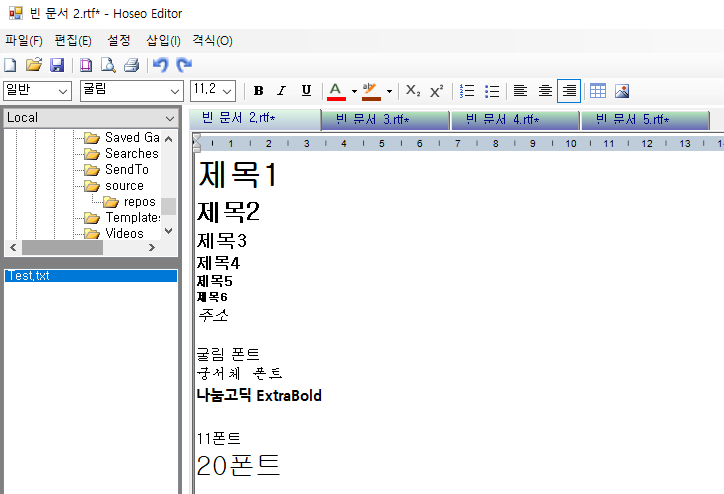 빈 문서 2.rtf* - Hoseo Editor
파일(F) 편집(E) 설정 삽입(I) 격식(O)
일반 굴림 11,2 B I U A 가 X₂ X²
Local
Saved Ga
Searches
SendTo
source
repos
Templates
Videos
Test,txt
빈 문서 2,rtf* 빈 문서 3.rtf* 빈 문서 4.rtf* 빈 문서 5.rtf*
1 2 3 4 5 6 7 8 9 10 11 12 13
제목1
제목2
제목3
제목4
제목5
제목6
주소
굴림 폰트
궁서체 폰트
나눔고딕 ExtraBold
11폰트
20폰트